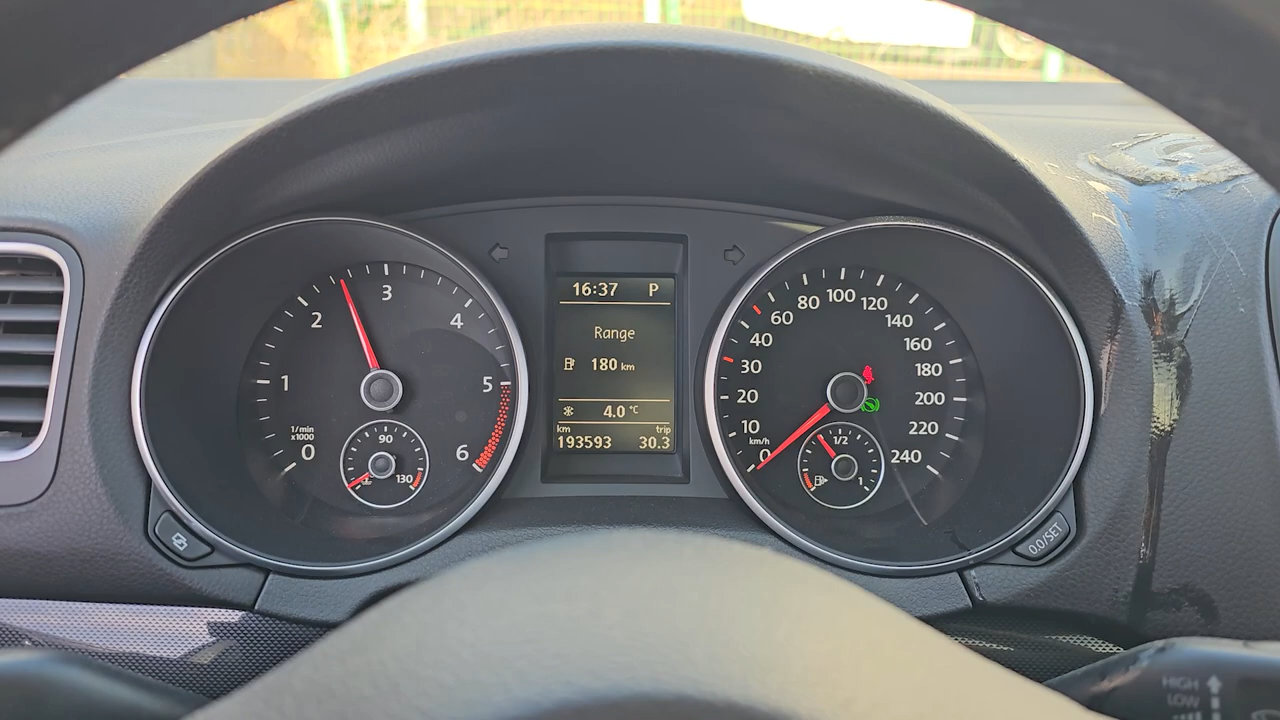 1/min
x1000
0
1
2
3
4
5
6
90
130
16:37 P
Range
180 km
4.0 °C
km trip
193593 30.3
km/h
0
10
20
30
40
60
80
100
120
140
160
180
200
220
240
1/2
1
0.0/SET
HIGH
LOW